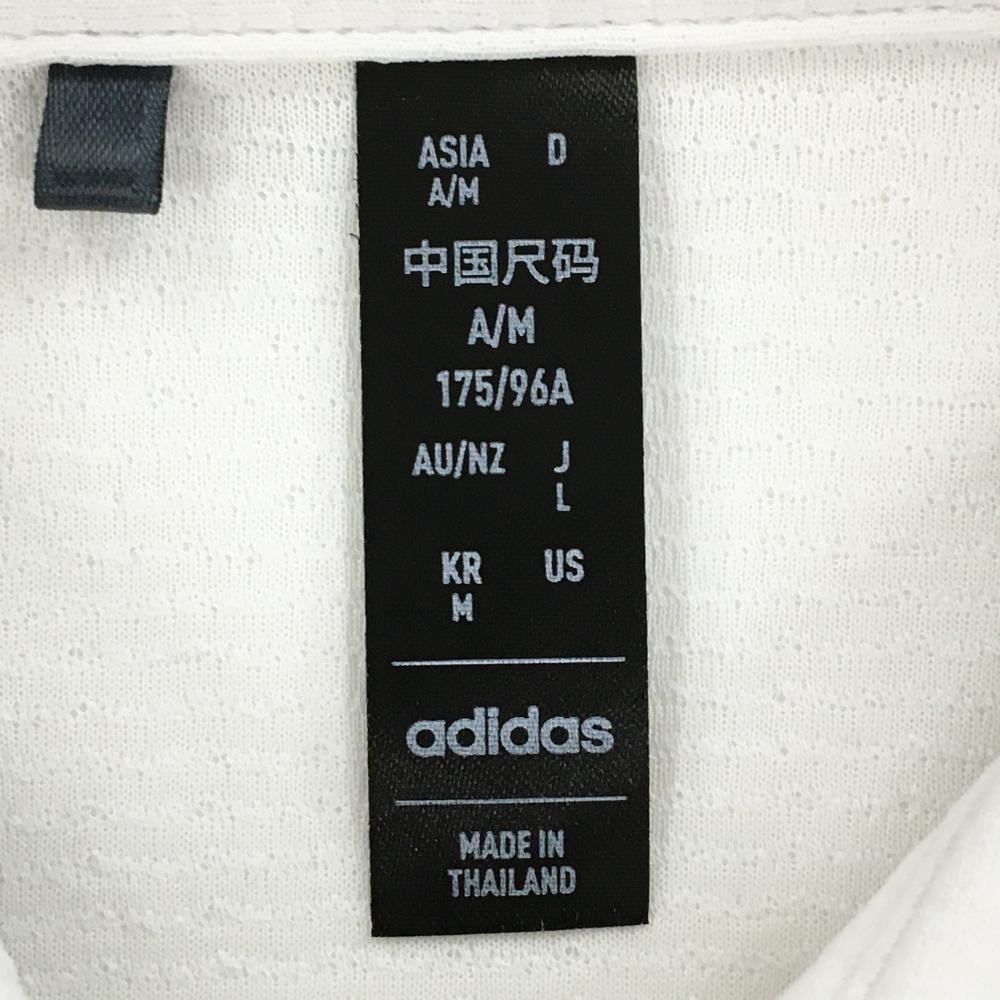 ASIA D
A/M
中国尺码
A/M
175/96A
AU/NZ J
L
KR US
M
adidas
MADE IN
THAILAND